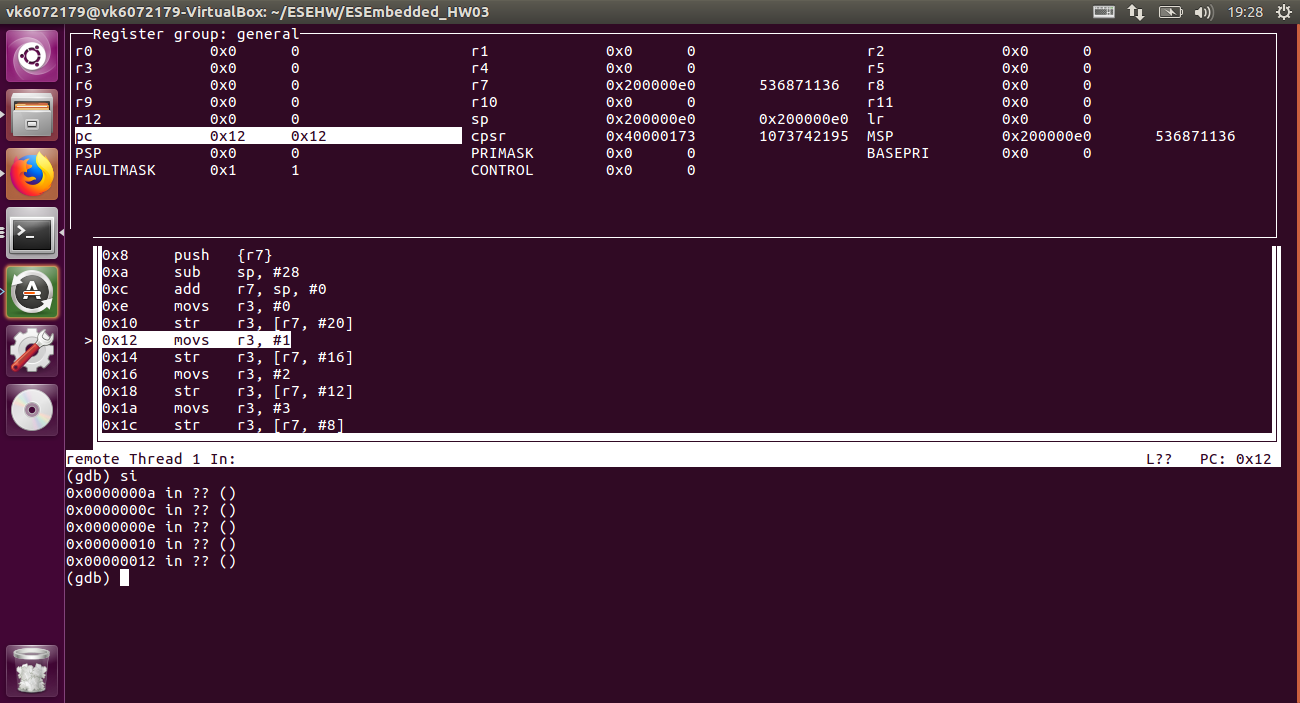 vk6072179@vk6072179-VirtualBox: ~/ESEHW/ESEmbedded_HW03 19:28
Register group: general
r0 0x0 0 r1 0x0 0 r2 0x0 0
r3 0x0 0 r4 0x0 0 r5 0x0 0
r6 0x0 0 r7 0x200000e0 536871136 r8 0x0 0
r9 0x0 0 r10 0x0 0 r11 0x0 0
r12 0x0 0 sp 0x200000e0 0x200000e0 lr 0x0 0
pc 0x12 0x12 cpsr 0x40000173 1073742195 MSP 0x200000e0 536871136
PSP 0x0 0 PRIMASK 0x0 0 BASEPRI 0x0 0
FAULTMASK 0x1 1 CONTROL 0x0 0
0x8 push {r7}
0xa sub sp, #28
0xc add r7, sp, #0
0xe movs r3, #0
0x10 str r3, [r7, #20]
>0x12 movs r3, #1
0x14 str r3, [r7, #16]
0x16 movs r3, #2
0x18 str r3, [r7, #12]
0x1a movs r3, #3
0x1c str r3, [r7, #8]
remote Thread 1 In: L?? PC: 0x12
(gdb) si
0x0000000a in ?? ()
0x0000000c in ?? ()
0x0000000e in ?? ()
0x00000010 in ?? ()
0x00000012 in ?? ()
(gdb)